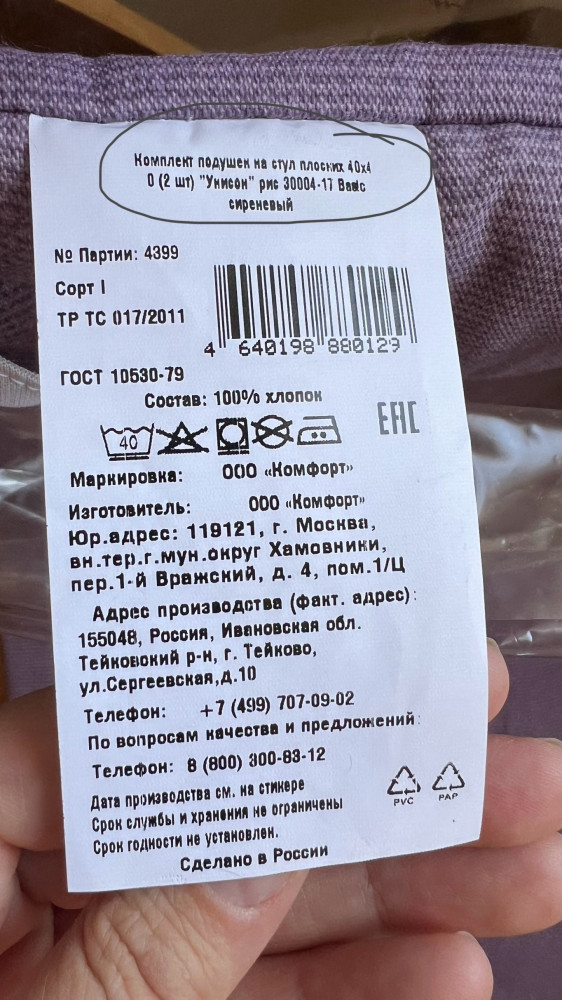 Комплект подушек на стул плоских 40х4
0 (2 шт) "Унисон" рис 30004-17 Basic
сиреневый
№ Партии: 4399
Сорт I
ТР ТС 017/2011
4 640198 880129
ГОСТ 10530-79
Состав: 100% хлопок
40
EAC
Маркировка: ООО «Комфорт»
Изготовитель: ООО «Комфорт»
Юр.адрес: 119121, г. Москва,
вн.тер.г.мун.округ Хамовники,
пер.1-й Вражский, д. 4, пом.1/Ц
Адрес производства (факт. адрес):
155048, Россия, Ивановская обл.
Тейковский р-н, г. Тейково,
ул.Сергеевская,д.10
Телефон: +7 (499) 707-09-02
По вопросам качества и предложений:
Телефон: 8 (800) 300-83-12
Дата производства см. на стикере
Срок службы и хранения не ограничены
Срок годности не установлен.
PVC PAP
Сделано в России